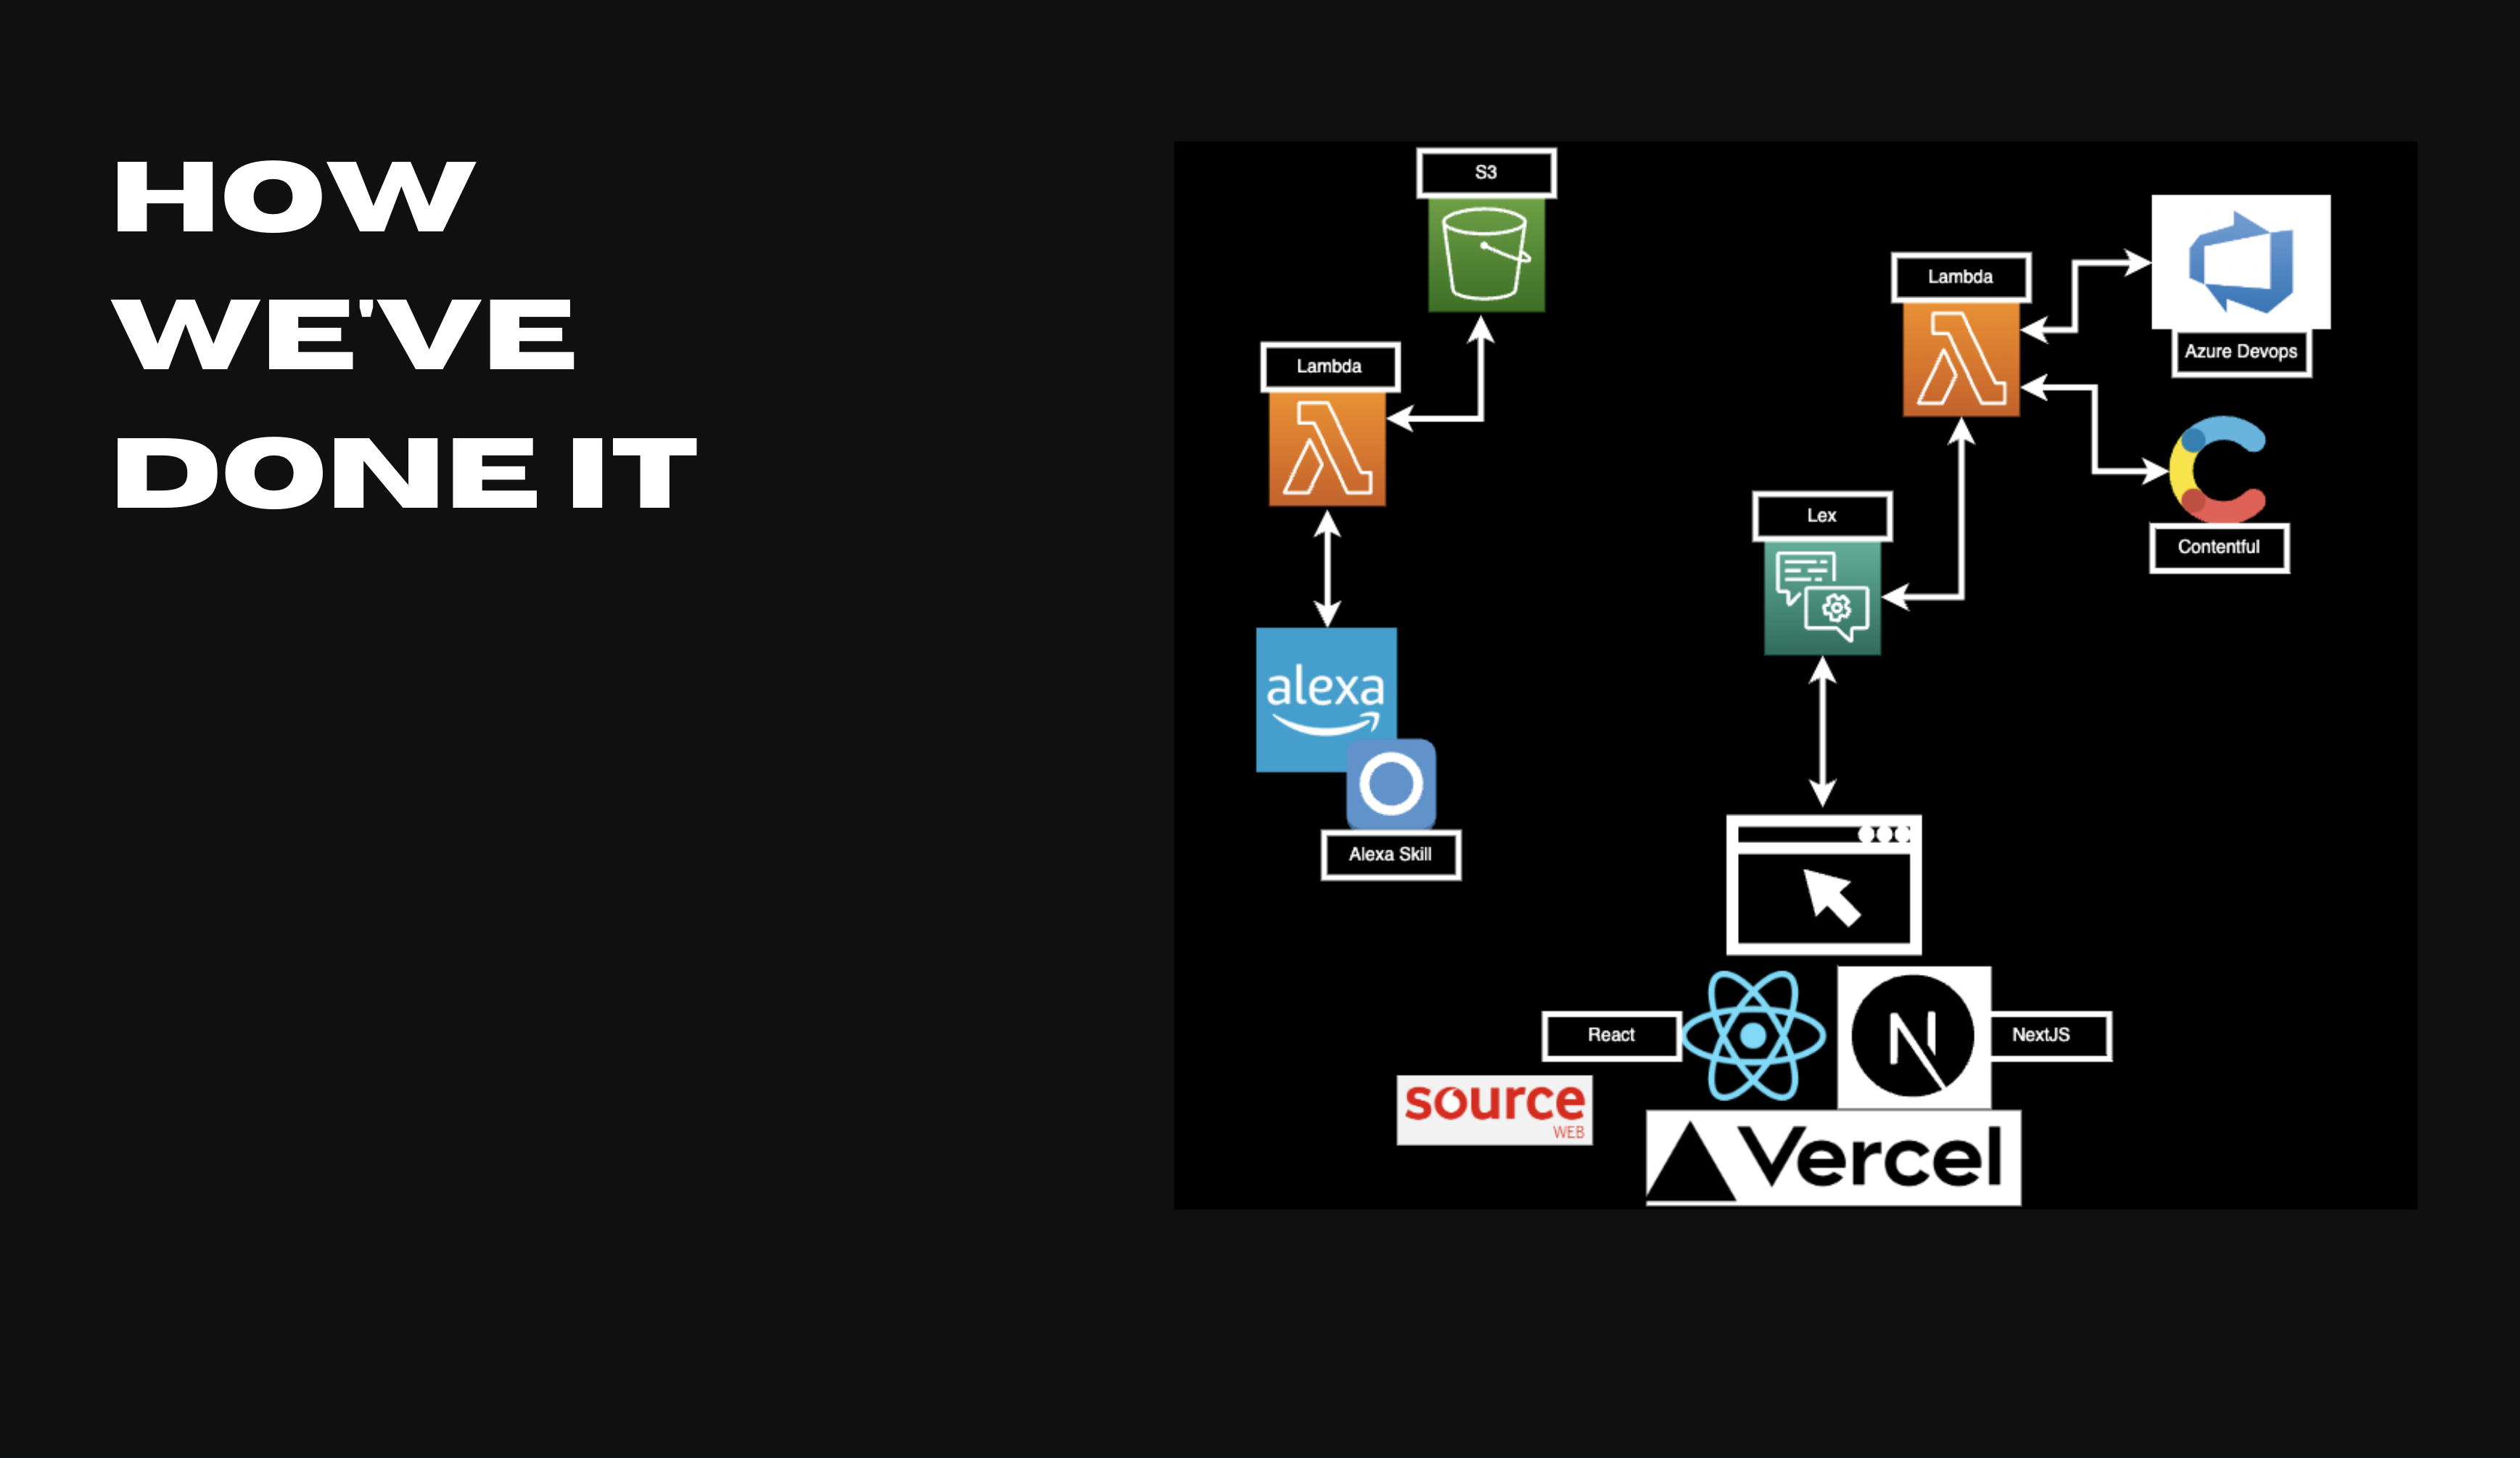 HOW
WE'VE
DONE IT
S3
Lambda
alexa
Alexa Skill
Lambda
Azure Devops
Contentful
Lex
React
NextJS
source
WEB
Vercel